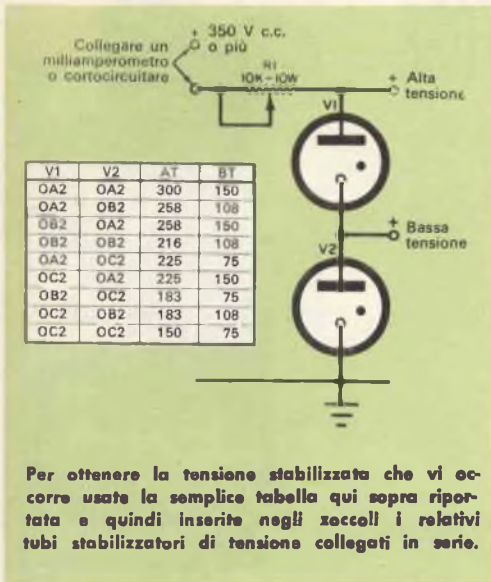 + 350 V c.c.
o più
Collegare un
milliamperometro
o cortocircuitare
R1
10K-10W
+ Alta
tensione
V1
V1 V2 AT BT
OA2 OA2 300 150
OA2 OB2 258 108
OB2 OA2 258 150
OB2 OB2 216 108
OA2 OC2 225 75
OC2 OA2 225 150
OB2 OC2 183 75
OC2 OB2 183 108
OC2 OC2 150 75
+
Bassa
tensione
V2
Per ottenere la tensione stabilizzata che vi oc-
corre usate la semplice tabella qui sopra ripor-
tata e quindi inserite negli zoccoli i relativi
tubi stabilizzatori di tensione collegati in serie.